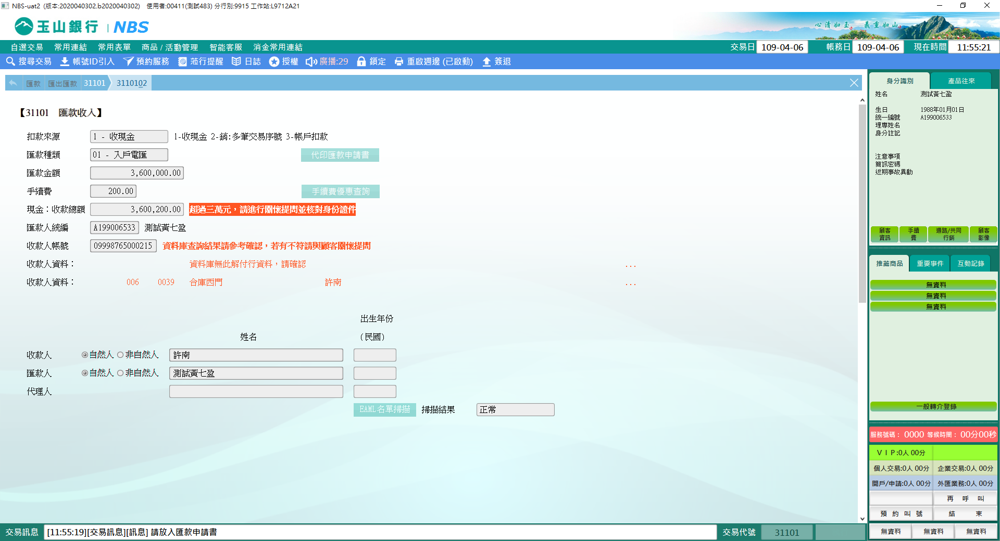 NBS-uat2 (版本:2020040302.b2020040302) 使用者:00411(測試483) 分行別:9915 工作站:L9712A21
玉山銀行 | NBS
心清如玉 義重如山
自選交易 常用連結 常用表單 商品/活動管理 智能客服 消金常用連結
交易日 109-04-06 帳務日 109-04-06 現在時間 11:55:21
搜尋交易 帳號ID引入 預約服務 蒞行提醒 日誌 授權 廣播:29 鎖定 重啟週邊 (已啟動) 簽退
匯款 匯出匯款 31101 3110102
【31101 匯款收入】
扣款來源 1 - 收現金 1-收現金 2-銷:多筆交易序號 3-帳戶扣款
匯款種類 01 - 入戶電匯 代印匯款申請書
匯款金額 3,600,000.00
手續費 200.00 手續費優惠查詢
現金：收款總額 3,600,200.00 超過三萬元，請進行關懷提問並核對身份證件
匯款人統編 A199006533 測試黃七盈
收款人帳號 09998765000215 資料庫查詢結果請參考確認，若有不符請與顧客關懷提問
收款人資料： 資料庫無此解付行資料，請確認 ...
收款人資料： 006 0039 合庫西門 許南 ...
出生年份
姓名 (民國)
收款人 自然人 非自然人 許南
匯款人 自然人 非自然人 測試黃七盈
代理人
EAML名單掃描 掃描結果 正常
身分識別 產品往來
姓名 測試黃七盈
生日 1988年01月01日
統一編號 A199006533
理專姓名
身分註記
注意事項
簡訊密碼
近期事故異動
顧客資訊 手續費 通路/共同行銷 顧客影像
推薦商品 重要事件 互動記錄
無資料
無資料
無資料
一般轉介登錄
服務號碼： 0000 等候時間： 00分00秒
ＶＩＰ:0人 00分
個人交易:0人 00分 企業交易:0人 00分
開戶/申請:0人 00分 外匯業務:0人 00分
再呼叫
預約叫號 結束
無資料 無資料 無資料
交易訊息 [11:55:19][交易訊息][訊息] 請放入匯款申請書 交易代號 31101